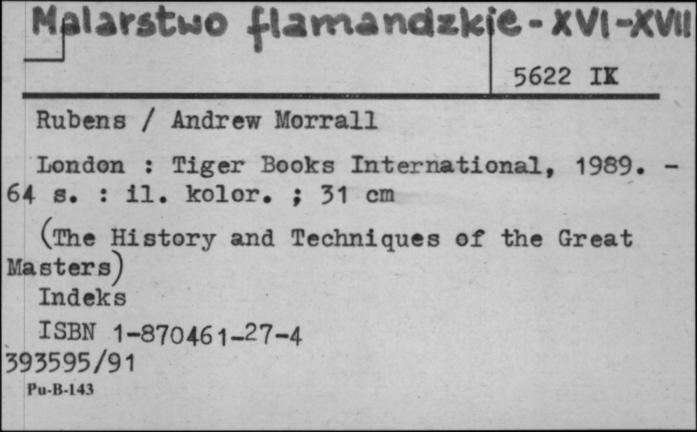 Malarstwo flamandzkie - XVI-XVII
5622 IK
Rubens / Andrew Morrall
London : Tiger Books International, 1989. -
64 s. : il. kolor. ; 31 cm
(The History and Techniques of the Great
Masters)
Indeks
ISBN 1-870461-27-4
393595/91
Pu-B-143